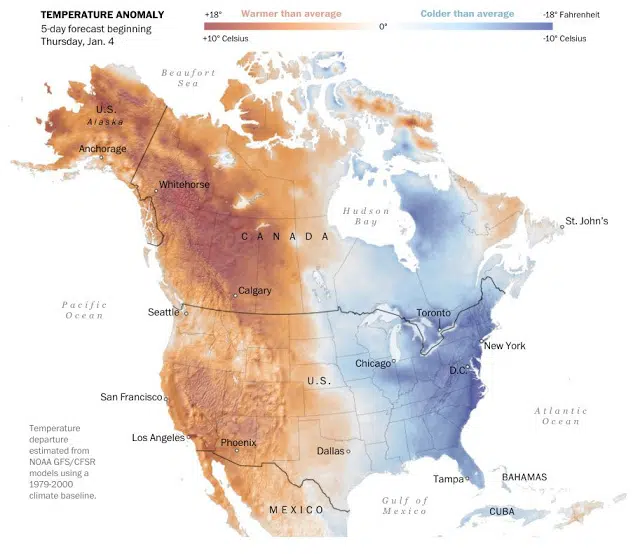 TEMPERATURE ANOMALY
5-day forecast beginning
Thursday, Jan. 4
+18°
Warmer than average
Colder than average
-18° Fahrenheit
+10° Celsius
0°
-10° Celsius
Beaufort
Sea
U.S.
Alaska
Anchorage
Whitehorse
Hudson
Bay
St. John's
CANADA
Calgary
Pacific
Ocean
Seattle
Toronto
New York
Chicago
D.C.
U.S.
San Francisco
Atlantic
Ocean
Temperature
departure
estimated from
NOAA GFS/CFSR
models using a
1979-2000
climate baseline.
Los Angeles
Phoenix
Dallas
Tampa
BAHAMAS
Gulf of
Mexico
MEXICO
CUBA